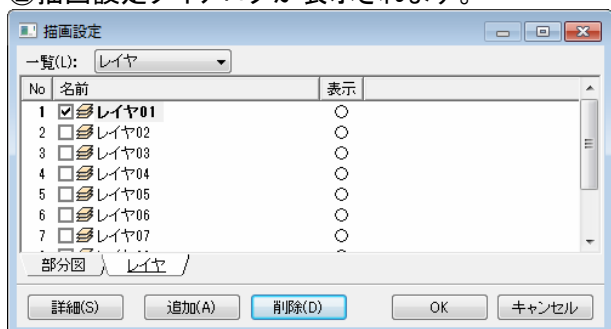 ②描画設定ダイアログが表示されます。
描画設定
一覧(L): レイヤ
No 名前 表示
1 レイヤ01 ○
2 レイヤ02 ○
3 レイヤ03 ○
4 レイヤ04 ○
5 レイヤ05 ○
6 レイヤ06 ○
7 レイヤ07 ○
部分図 レイヤ
詳細(S) 追加(A) 削除(D) OK キャンセル